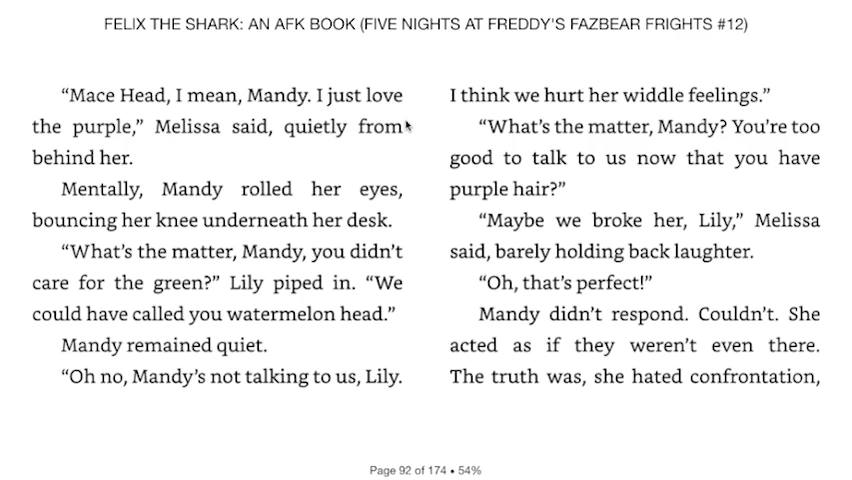 FELIX THE SHARK: AN AFK BOOK (FIVE NIGHTS AT FREDDY'S FAZBEAR FRIGHTS #12)
“Mace Head, I mean, Mandy. I just love
the purple,” Melissa said, quietly from
behind her.
Mentally, Mandy rolled her eyes,
bouncing her knee underneath her desk.
“What’s the matter, Mandy, you didn’t
care for the green?” Lily piped in. “We
could have called you watermelon head.”
Mandy remained quiet.
“Oh no, Mandy’s not talking to us, Lily.
I think we hurt her widdle feelings.”
“What’s the matter, Mandy? You’re too
good to talk to us now that you have
purple hair?”
“Maybe we broke her, Lily,” Melissa
said, barely holding back laughter.
“Oh, that’s perfect!”
Mandy didn’t respond. Couldn’t. She
acted as if they weren’t even there.
The truth was, she hated confrontation,
Page 92 of 174 • 54%